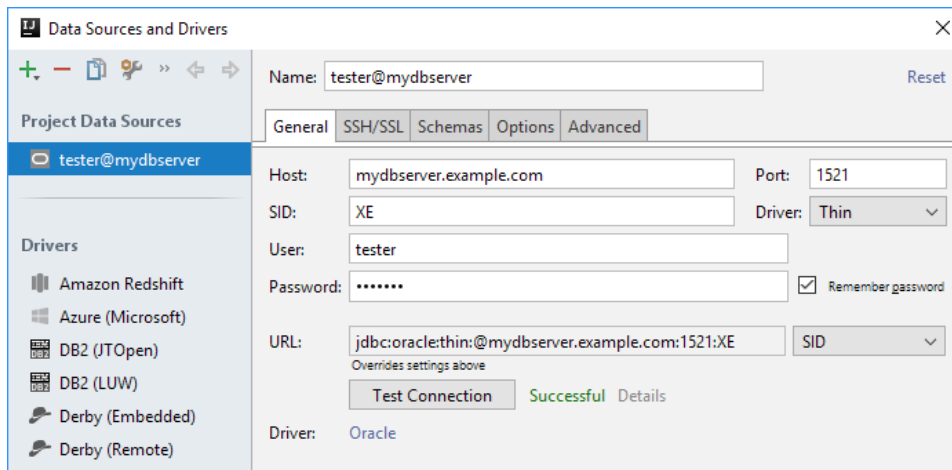 Data Sources and Drivers
Name: tester@mydbserver Reset
Project Data Sources
tester@mydbserver
Drivers
Amazon Redshift
Azure (Microsoft)
DB2 (JTOpen)
DB2 (LUW)
Derby (Embedded)
Derby (Remote)
General SSH/SSL Schemas Options Advanced
Host: mydbserver.example.com Port: 1521
SID: XE Driver: Thin
User: tester
Password: ••••••• Remember password
URL: jdbc:oracle:thin:@mydbserver.example.com:1521:XE SID
Overrides settings above
Test Connection Successful Details
Driver: Oracle